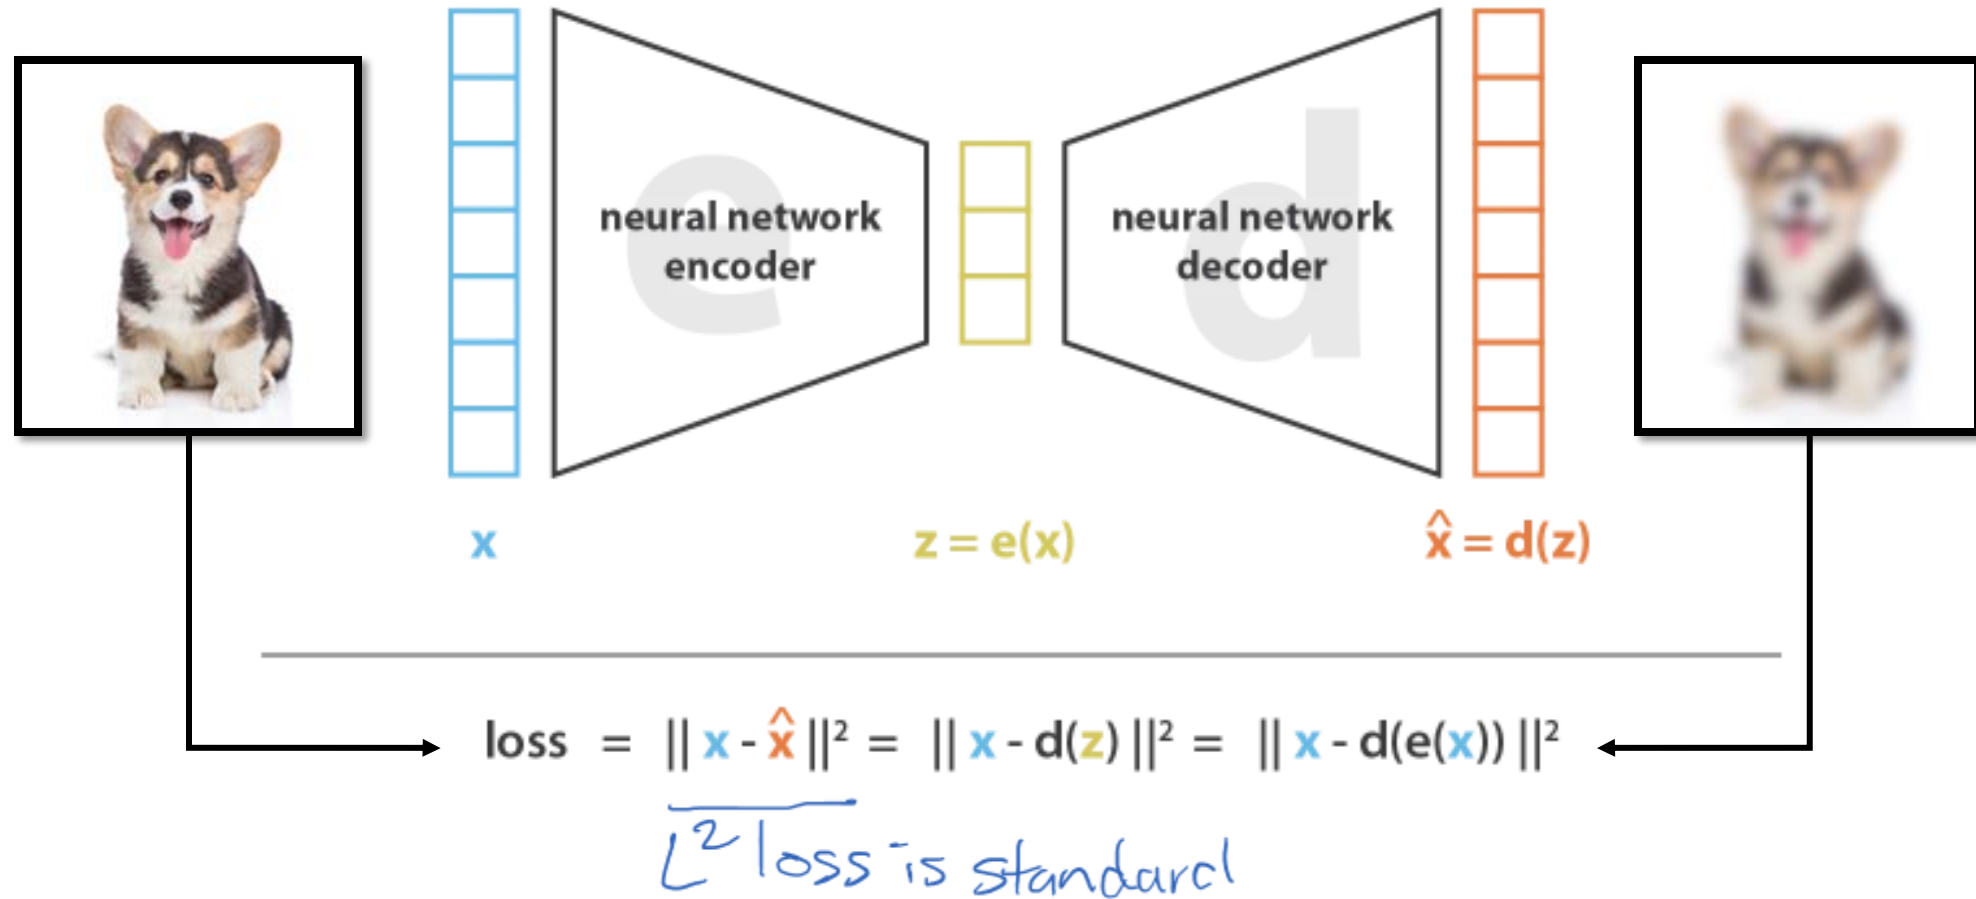 e
neural network
encoder
d
neural network
decoder
x
z = e(x)
x̂ = d(z)
loss = || x - x̂ ||² = || x - d(z) ||² = || x - d(e(x)) ||²
L² loss is standard